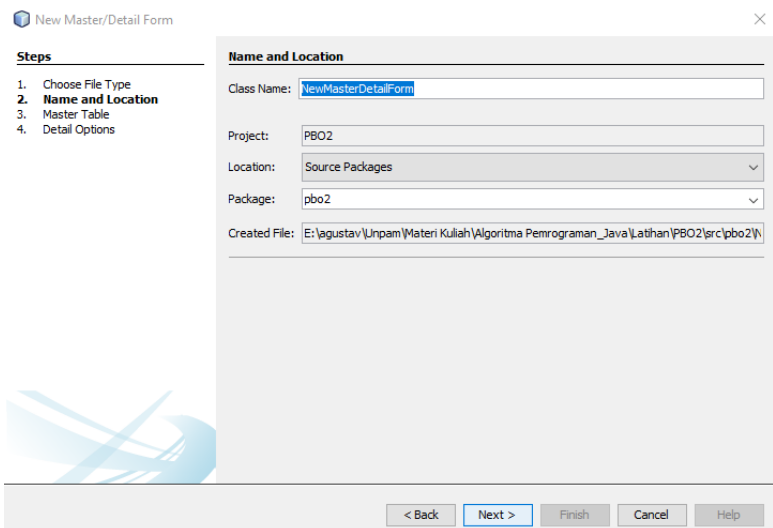 New Master/Detail Form
Steps
1. Choose File Type
2. Name and Location
3. Master Table
4. Detail Options
Name and Location
Class Name: NewMasterDetailForm
Project: PBO2
Location: Source Packages
Package: pbo2
Created File: E:\agustav\Unpam\Materi Kuliah\Algoritma Pemrograman_Java\Latihan\PBO2\src\pbo2\N
< Back Next > Finish Cancel Help